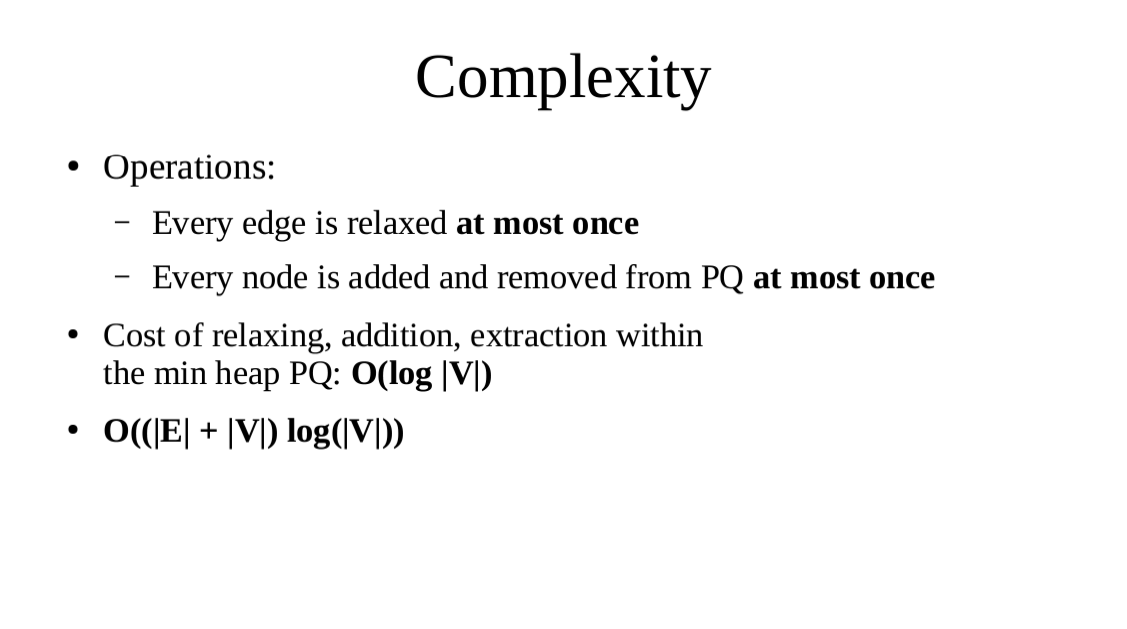 Complexity
• Operations:
– Every edge is relaxed at most once
– Every node is added and removed from PQ at most once
• Cost of relaxing, addition, extraction within
the min heap PQ: O(log |V|)
• O((|E| + |V|) log(|V|))